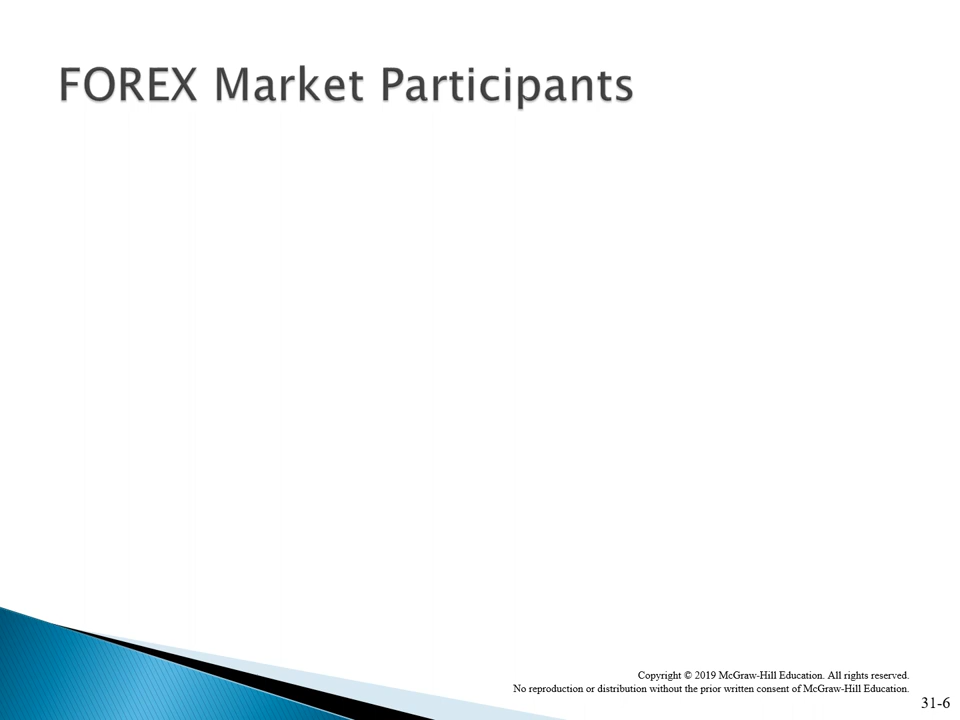 FOREX Market Participants
Copyright © 2019 McGraw-Hill Education. All rights reserved.
No reproduction or distribution without the prior written consent of McGraw-Hill Education.
31-6